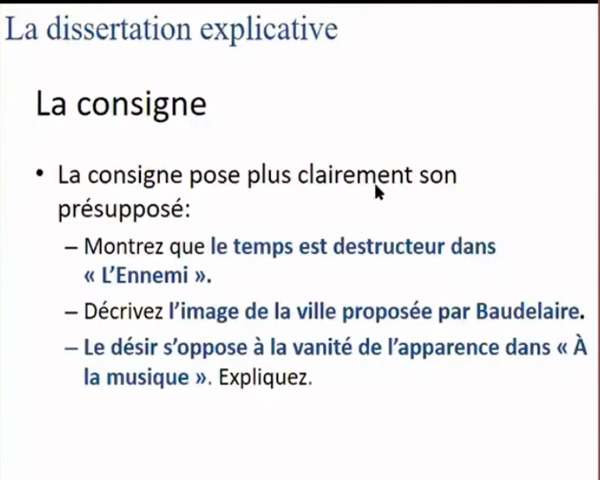 La dissertation explicative
La consigne
• La consigne pose plus clairement son
présupposé:
– Montrez que le temps est destructeur dans
« L’Ennemi ».
– Décrivez l’image de la ville proposée par Baudelaire.
– Le désir s’oppose à la vanité de l’apparence dans « À
la musique ». Expliquez.